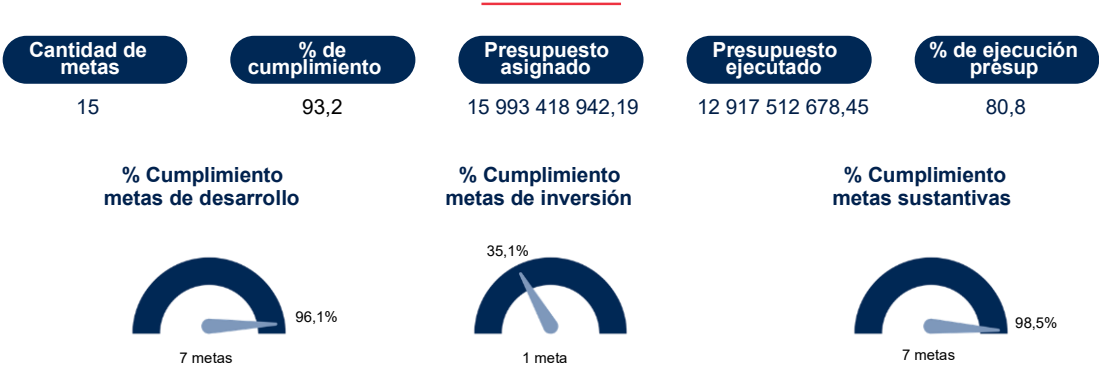 Cantidad de
metas
% de
cumplimiento
Presupuesto
asignado
Presupuesto
ejecutado
% de ejecución
presup
15
93,2
15 993 418 942,19
12 917 512 678,45
80,8
% Cumplimiento
metas de desarrollo
% Cumplimiento
metas de inversión
% Cumplimiento
metas sustantivas
96,1%
7 metas
35,1%
1 meta
98,5%
7 metas